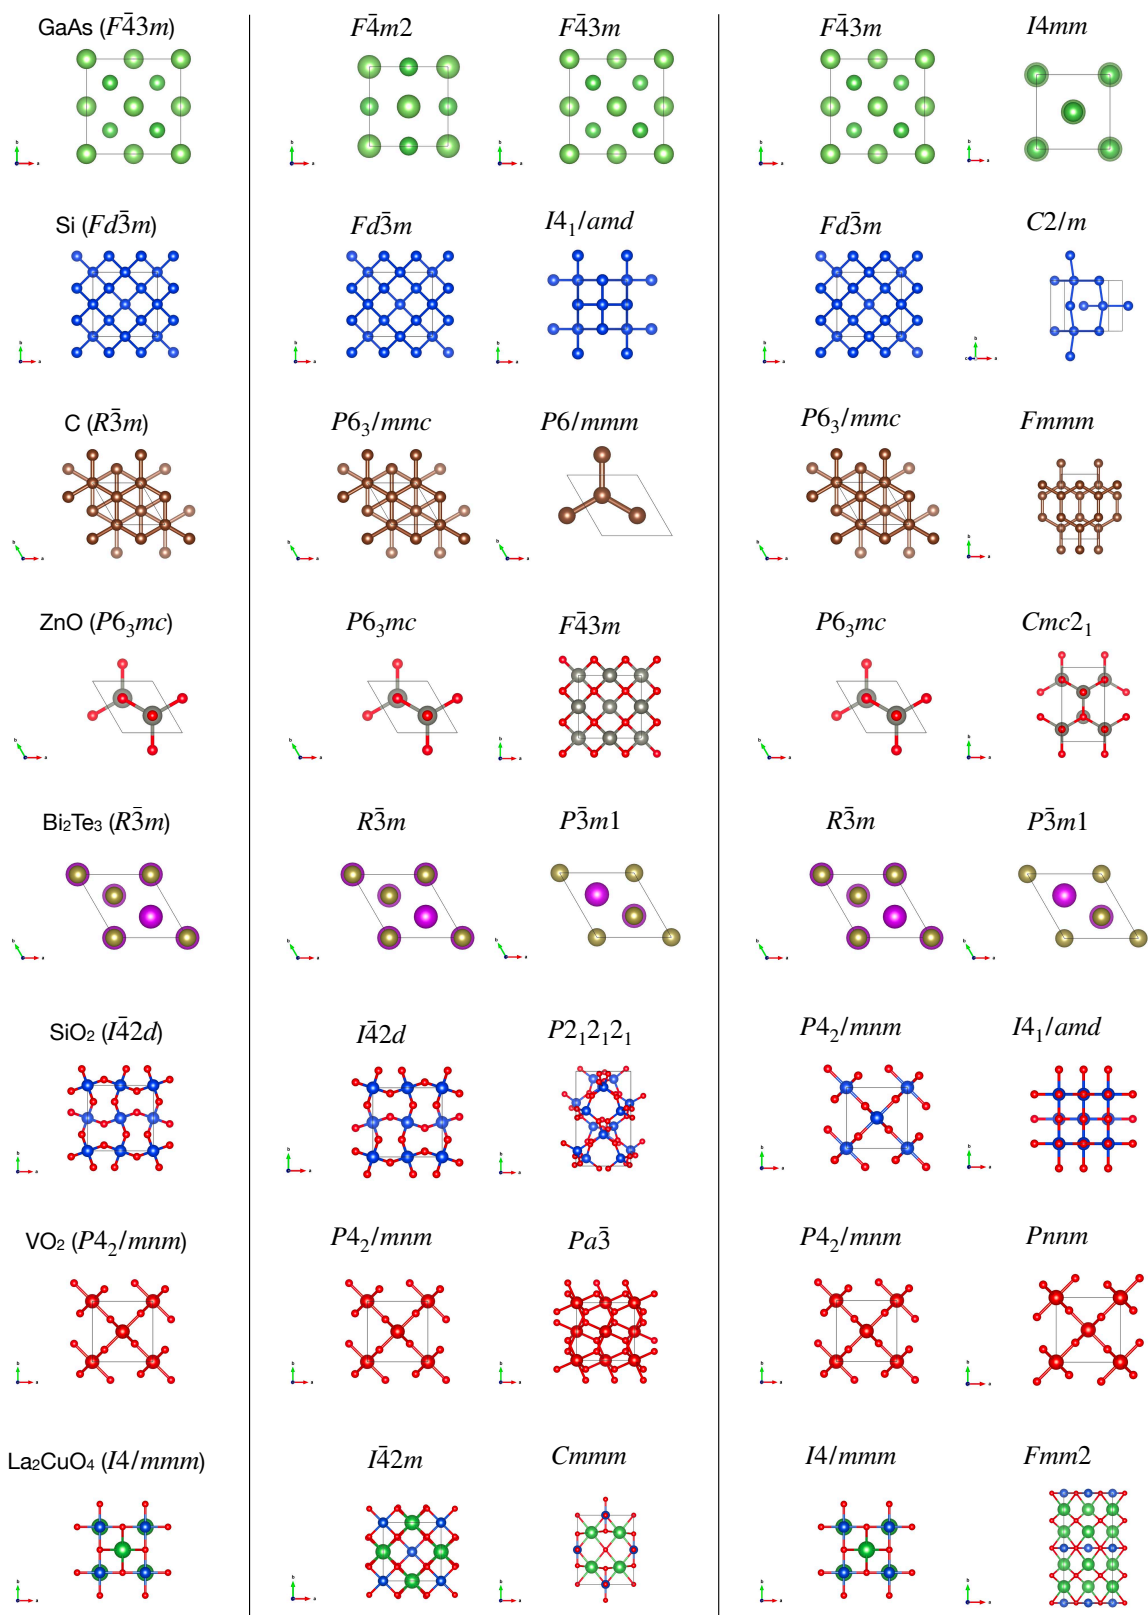 GaAs (F4̄3m) F4̄m2 F4̄3m F4̄3m I4mm
Si (Fd3̄m) Fd3̄m I4₁/amd Fd3̄m C2/m
C (R3̄m) P6₃/mmc P6/mmm P6₃/mmc Fmmm
ZnO (P6₃mc) P6₃mc F4̄3m P6₃mc Cmc2₁
Bi₂Te₃ (R3̄m) R3̄m P3̄m1 R3̄m P3̄m1
SiO₂ (I4̄2d) I4̄2d P2₁2₁2₁ P4₂/mnm I4₁/amd
VO₂ (P4₂/mnm) P4₂/mnm Pa3̄ P4₂/mnm Pnnm
La₂CuO₄ (I4/mmm) I4̄2m Cmmm I4/mmm Fmm2